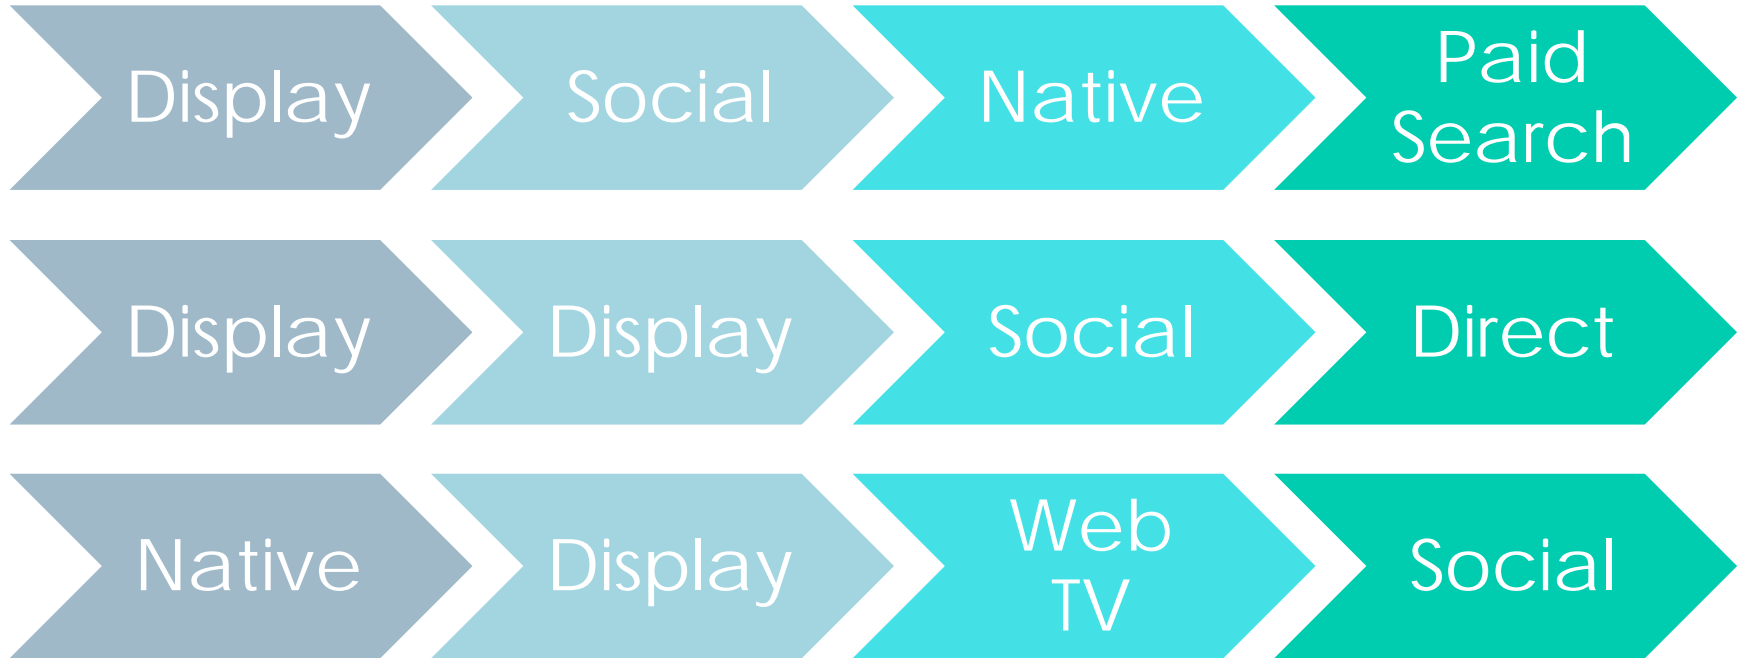 Display
Social
Native
Paid
Search
Display
Display
Social
Direct
Native
Display
Web
TV
Social